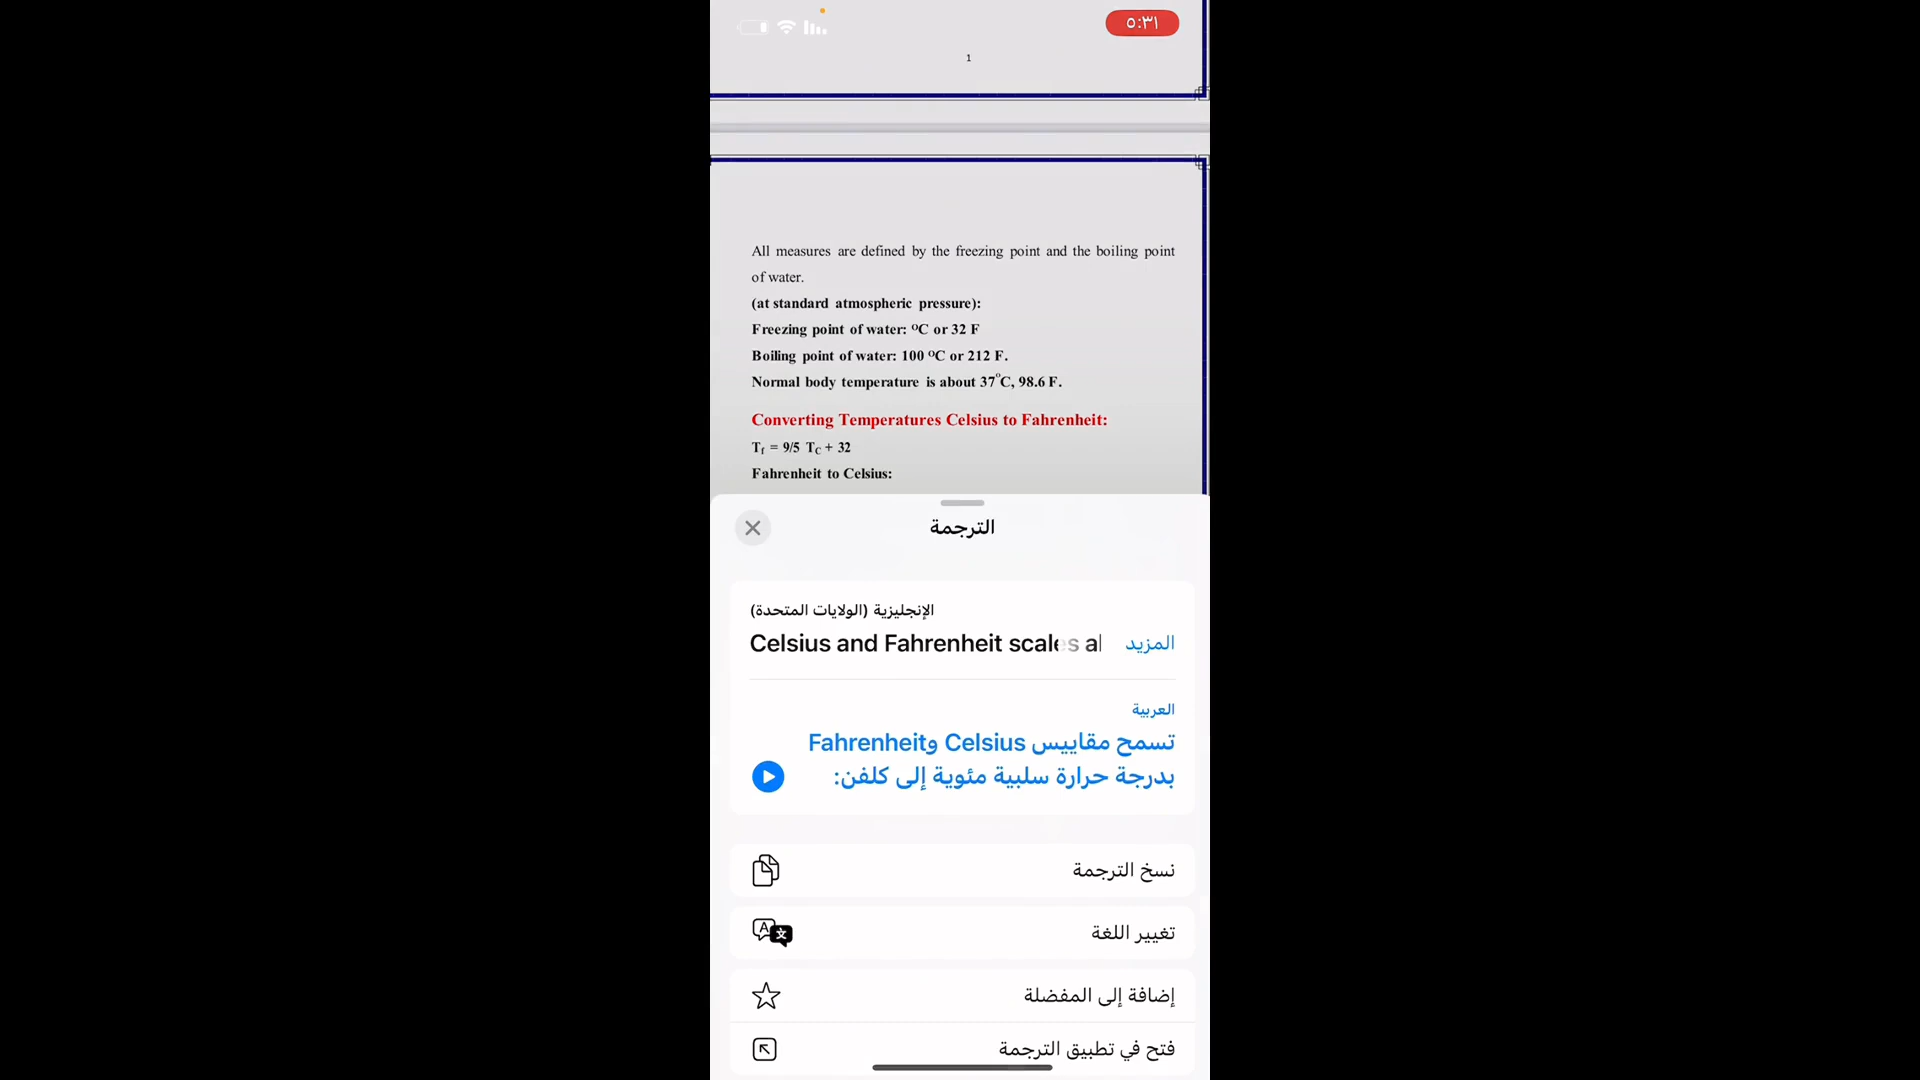 ٥:٣١
1
All measures are defined by the freezing point and the boiling point
of water.
(at standard atmospheric pressure):
Freezing point of water: ᴼC or 32 F
Boiling point of water: 100 ᴼC or 212 F.
Normal body temperature is about 37°C, 98.6 F.
Converting Temperatures Celsius to Fahrenheit:
Tf = 9/5 TC + 32
Fahrenheit to Celsius:
الترجمة
الإنجليزية (الولايات المتحدة)
Celsius and Fahrenheit scales al
المزيد
العربية
تسمح مقاييس Celsius وFahrenheit
بدرجة حرارة سلبية مئوية إلى كلفن:
نسخ الترجمة
تغيير اللغة
إضافة إلى المفضلة
فتح في تطبيق الترجمة